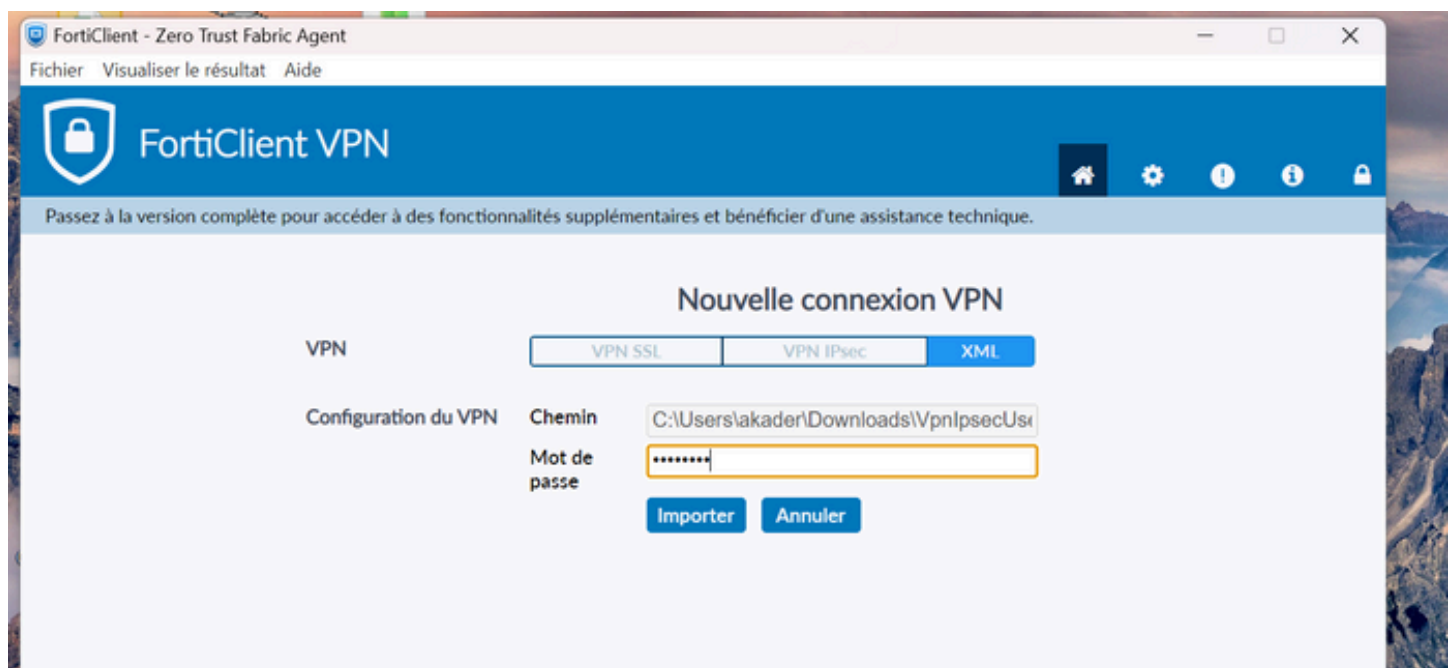 FortiClient - Zero Trust Fabric Agent
Fichier Visualiser le résultat Aide
FortiClient VPN
Passez à la version complète pour accéder à des fonctionnalités supplémentaires et bénéficier d'une assistance technique.
Nouvelle connexion VPN
VPN VPN SSL VPN IPsec XML
Configuration du VPN Chemin C:\Users\akader\Downloads\VpnIpsecUse
Mot de
passe ••••••••
Importer Annuler